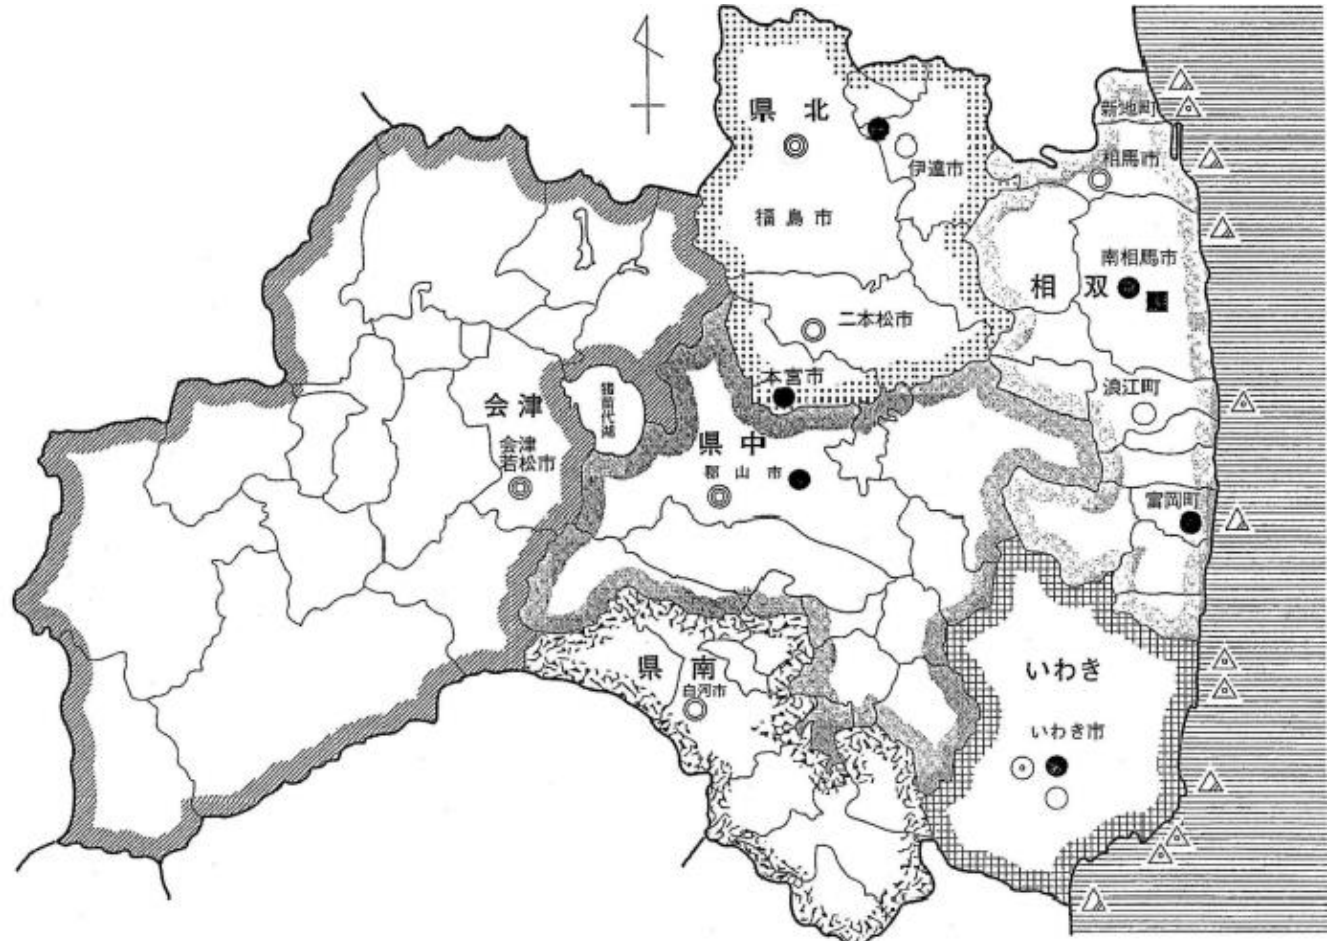 県北
新地町
相馬市
伊達市
福島市
南相馬市
相双
二本松市
本宮市
浪江町
猪苗代湖
会津
会津
若松市
県中
郡山市
富岡町
県南
白河市
いわき
いわき市